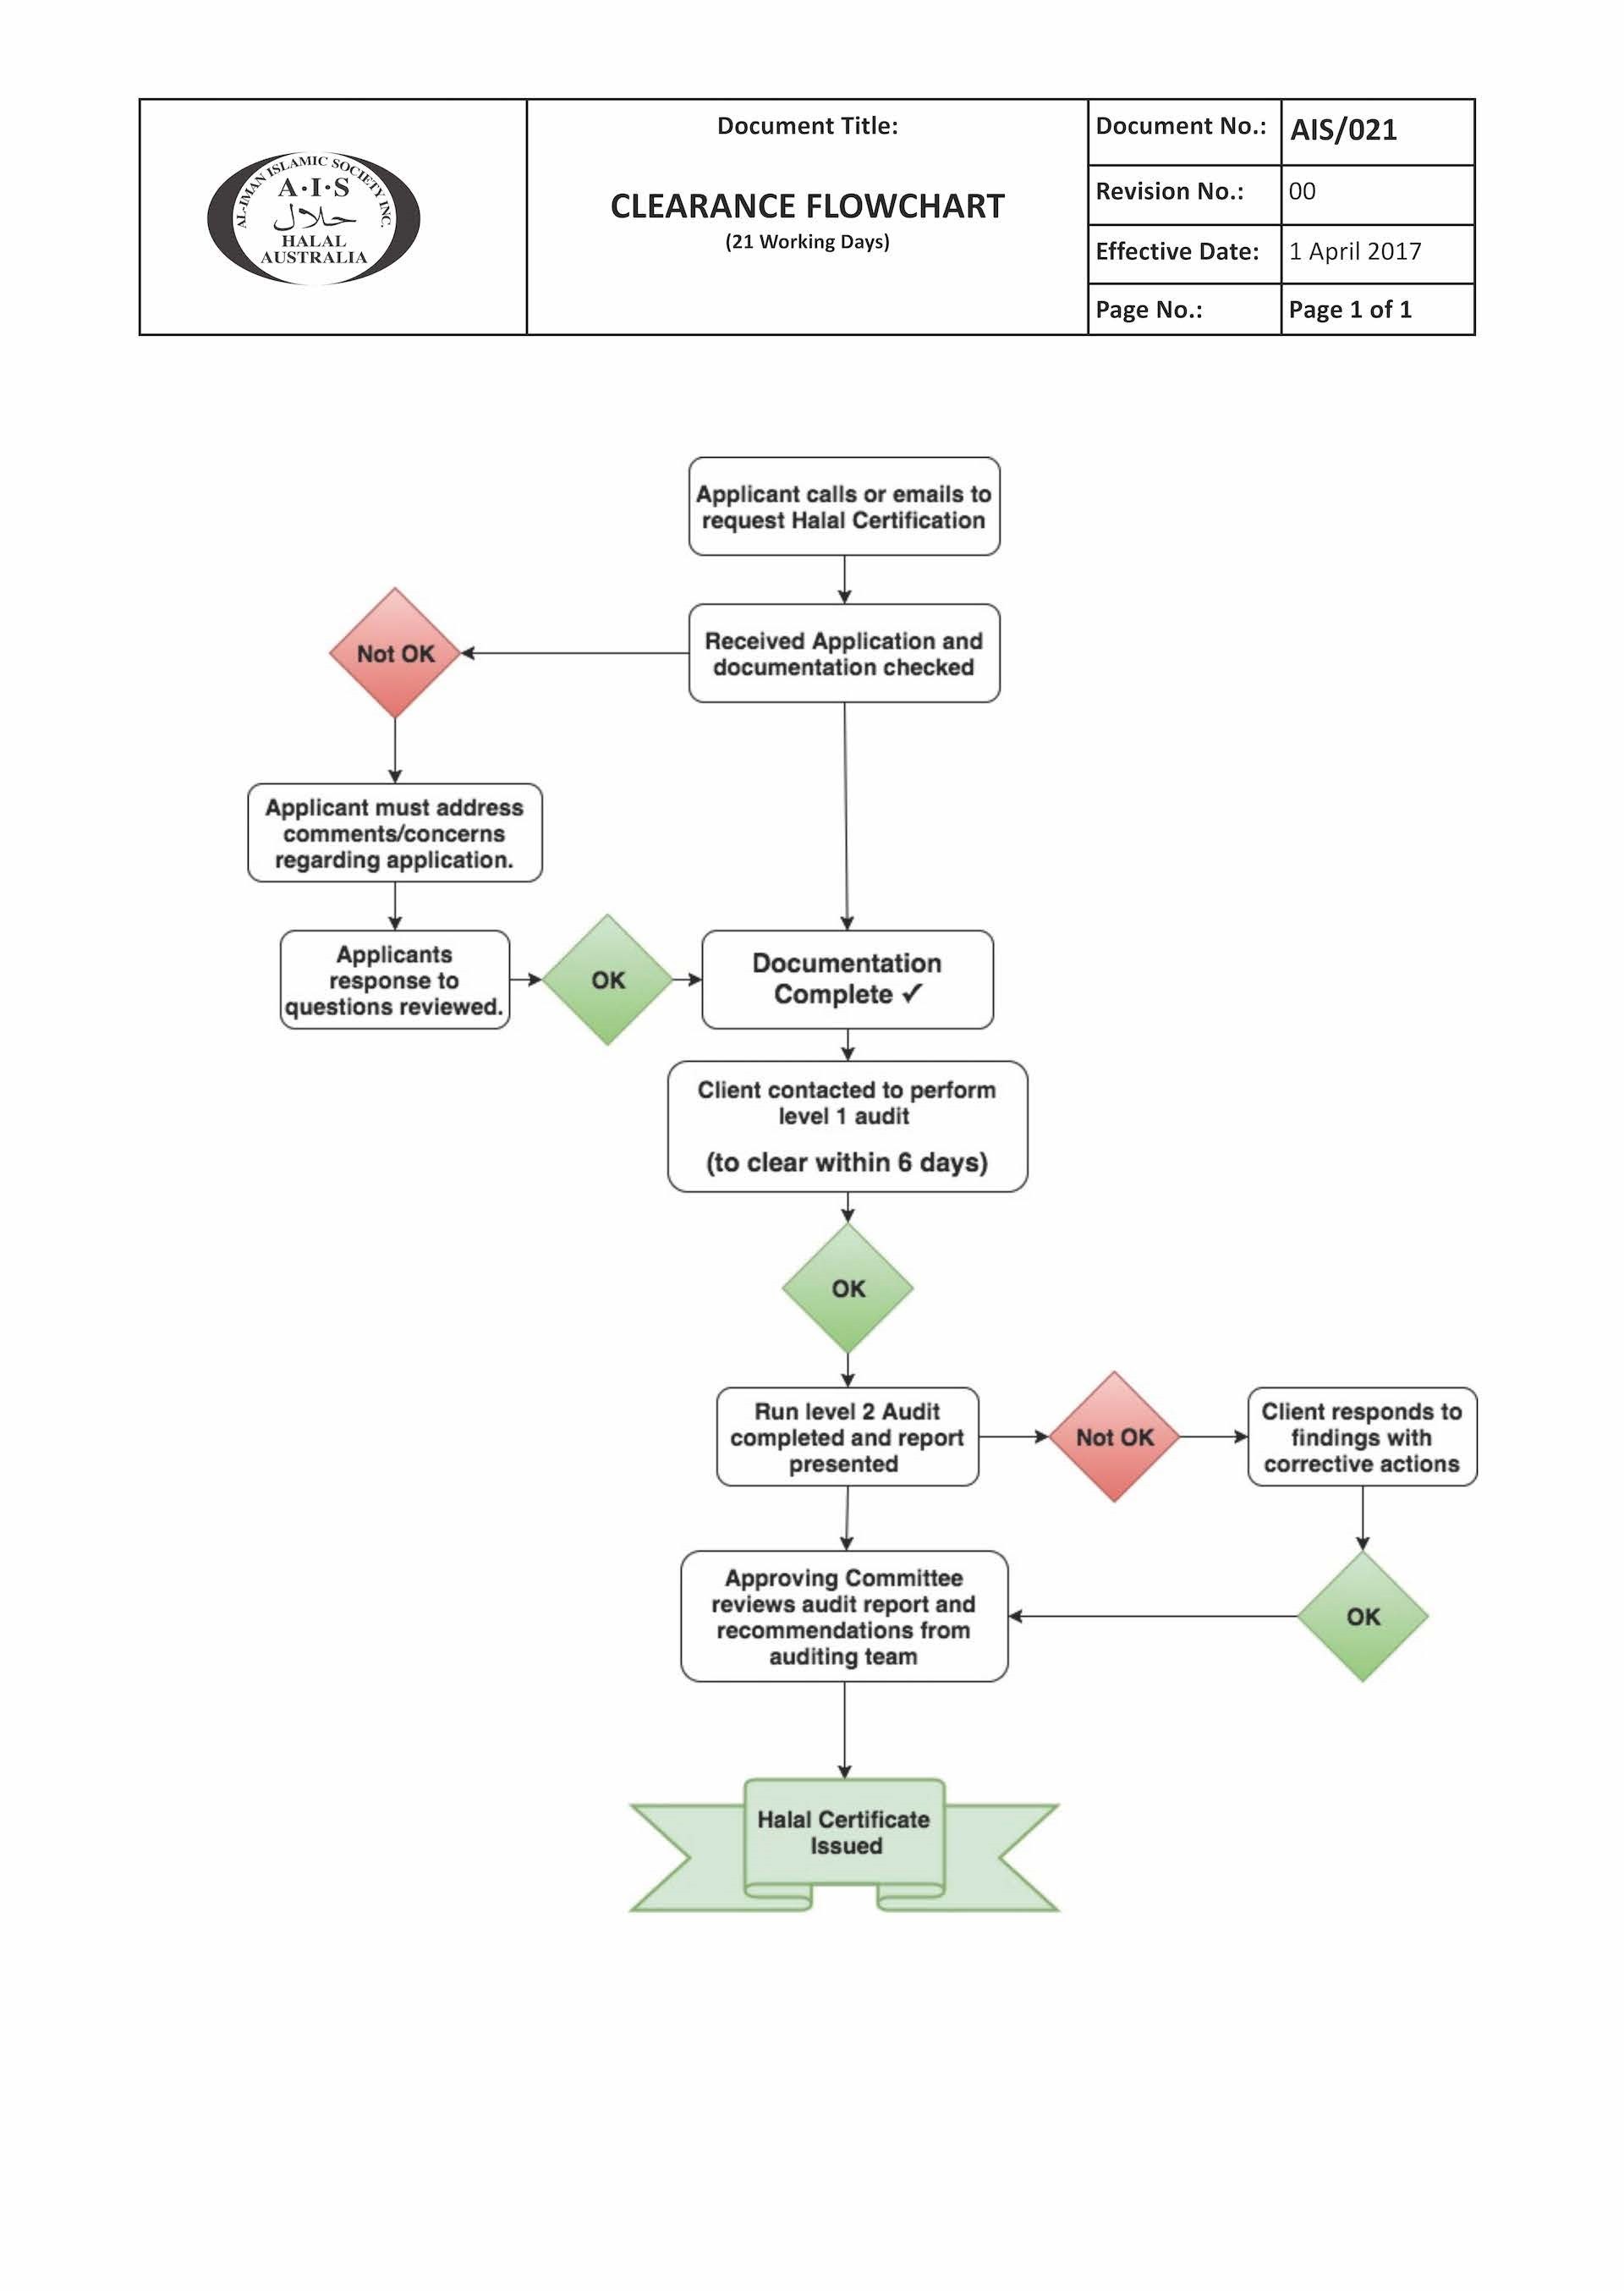 AL-IMAN ISLAMIC SOCIETY INC.
A·I·S
حلال
HALAL
AUSTRALIA
Document Title:
CLEARANCE FLOWCHART
(21 Working Days)
Document No.: AIS/021
Revision No.: 00
Effective Date: 1 April 2017
Page No.: Page 1 of 1
Applicant calls or emails to
request Halal Certification
Received Application and
documentation checked
Not OK
Applicant must address
comments/concerns
regarding application.
Applicants
response to
questions reviewed.
OK
Documentation
Complete ✓
Client contacted to perform
level 1 audit
(to clear within 6 days)
OK
Run level 2 Audit
completed and report
presented
Not OK
Client responds to
findings with
corrective actions
OK
Approving Committee
reviews audit report and
recommendations from
auditing team
Halal Certificate
Issued